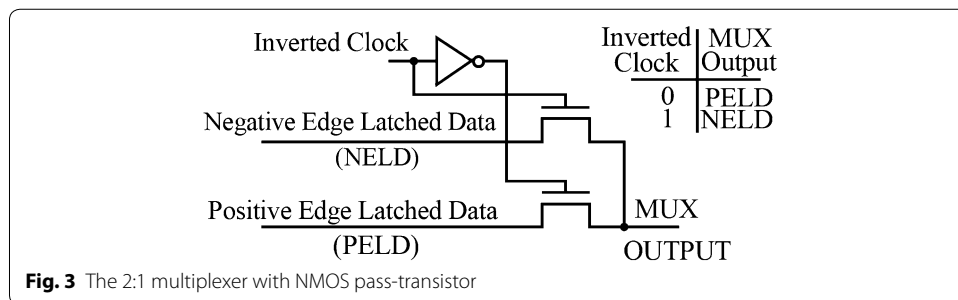 Inverted Clock
Negative Edge Latched Data
(NELD)
Positive Edge Latched Data
(PELD)
MUX
OUTPUT
Inverted Clock | MUX Output
0 PELD
1 NELD
Fig. 3 The 2:1 multiplexer with NMOS pass-transistor